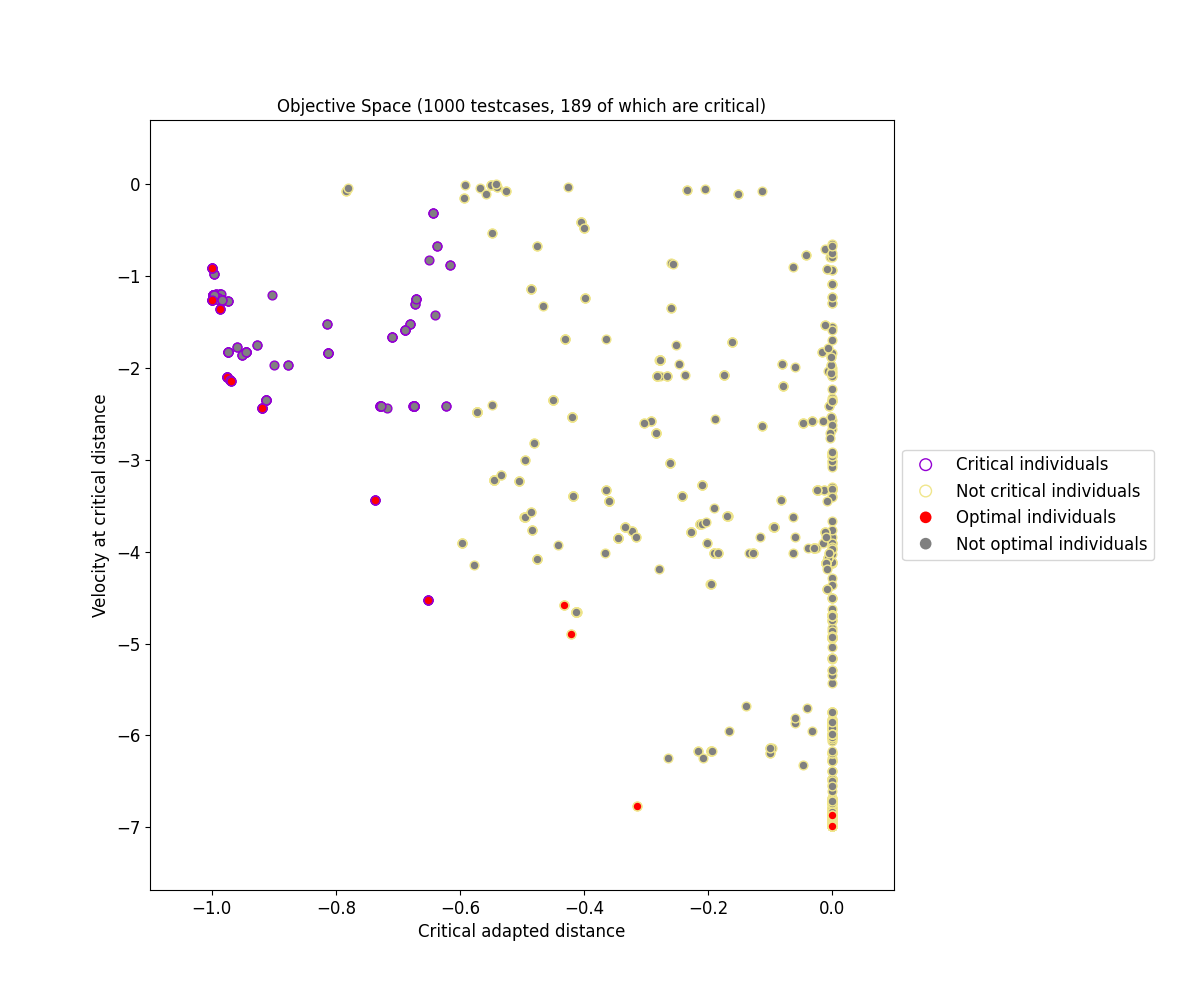 Objective Space (1000 testcases, 189 of which are critical)
0
−1
−2
−3
−4
−5
−6
−7
Velocity at critical distance
−1.0 −0.8 −0.6 −0.4 −0.2 0.0
Critical adapted distance
Critical individuals
Not critical individuals
Optimal individuals
Not optimal individuals